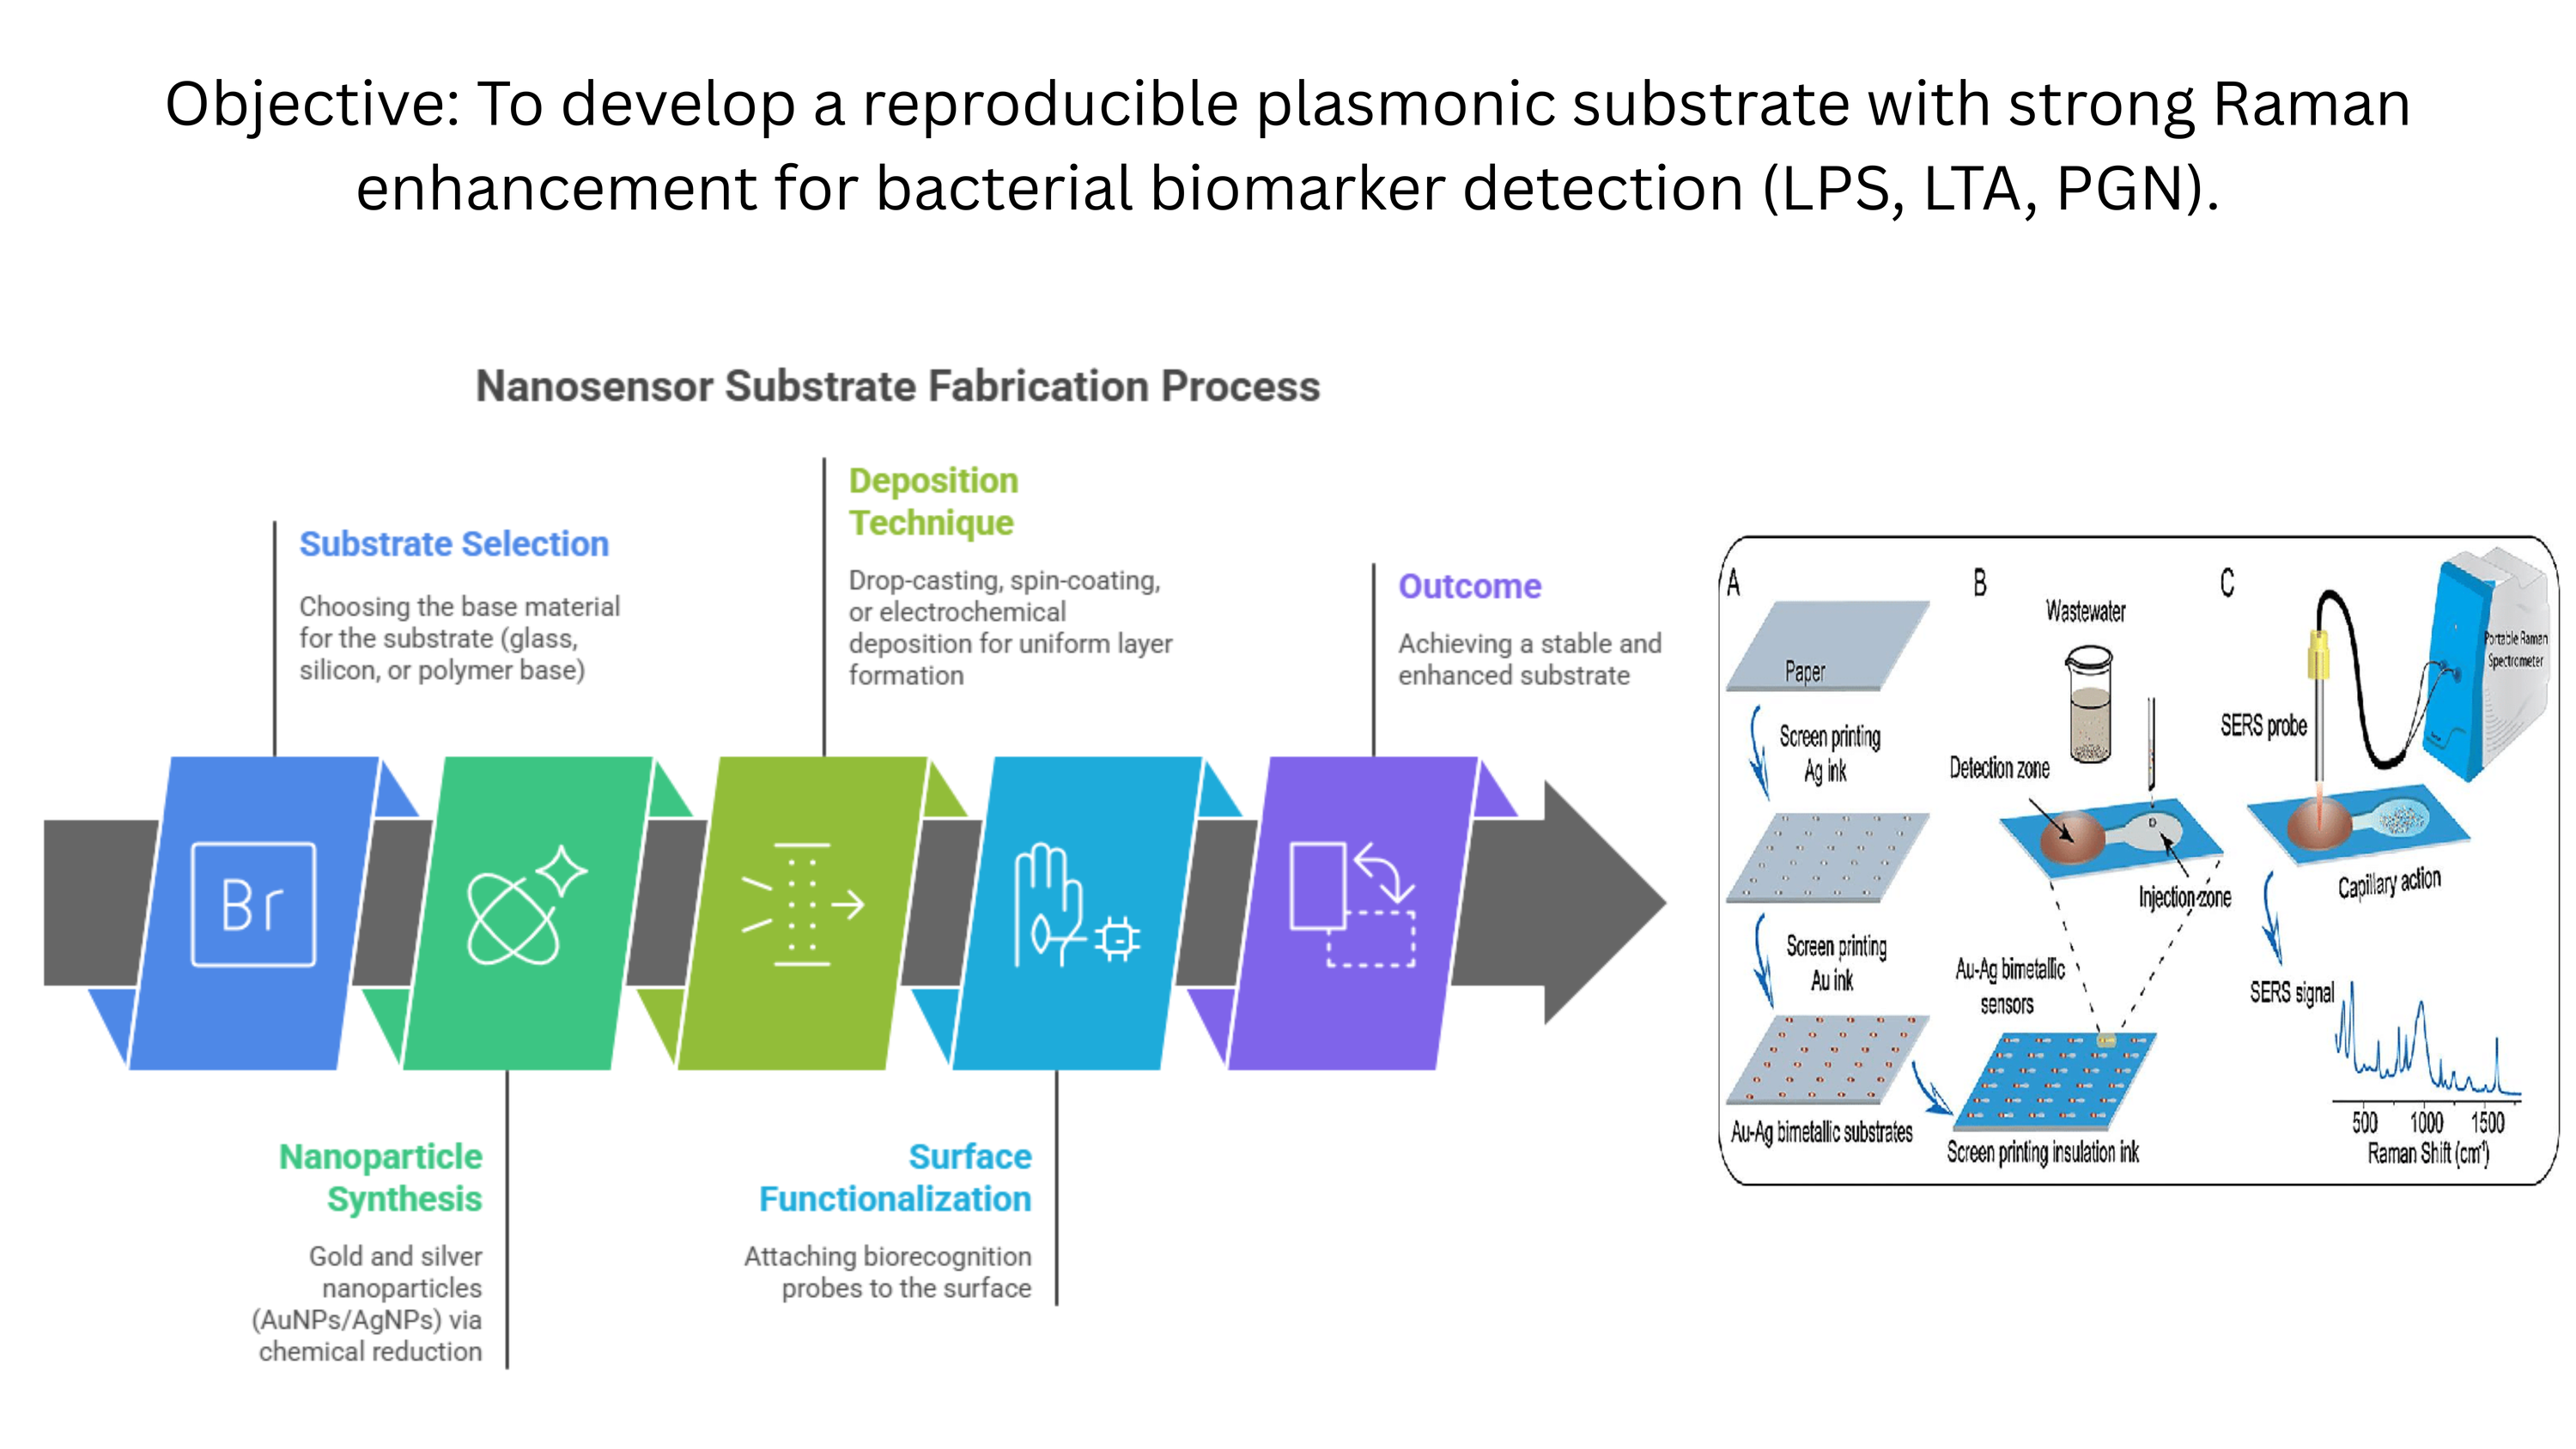 Objective: To develop a reproducible plasmonic substrate with strong Raman
enhancement for bacterial biomarker detection (LPS, LTA, PGN).
Nanosensor Substrate Fabrication Process
Substrate Selection
Choosing the base material
for the substrate (glass,
silicon, or polymer base)
Deposition
Technique
Drop-casting, spin-coating,
or electrochemical
deposition for uniform layer
formation
Outcome
Achieving a stable and
enhanced substrate
Br
Nanoparticle
Synthesis
Gold and silver
nanoparticles
(AuNPs/AgNPs) via
chemical reduction
Surface
Functionalization
Attaching biorecognition
probes to the surface
A
Paper
Screen printing
Ag ink
Screen printing
Au ink
Au-Ag bimetallic substrates
B
Wastewater
Detection zone
Injection zone
Au-Ag bimetallic
sensors
Screen printing insulation ink
C
Portable Raman
Spectrometer
SERS probe
Capillary action
SERS signal
500 1000 1500
Raman Shift (cm⁻¹)